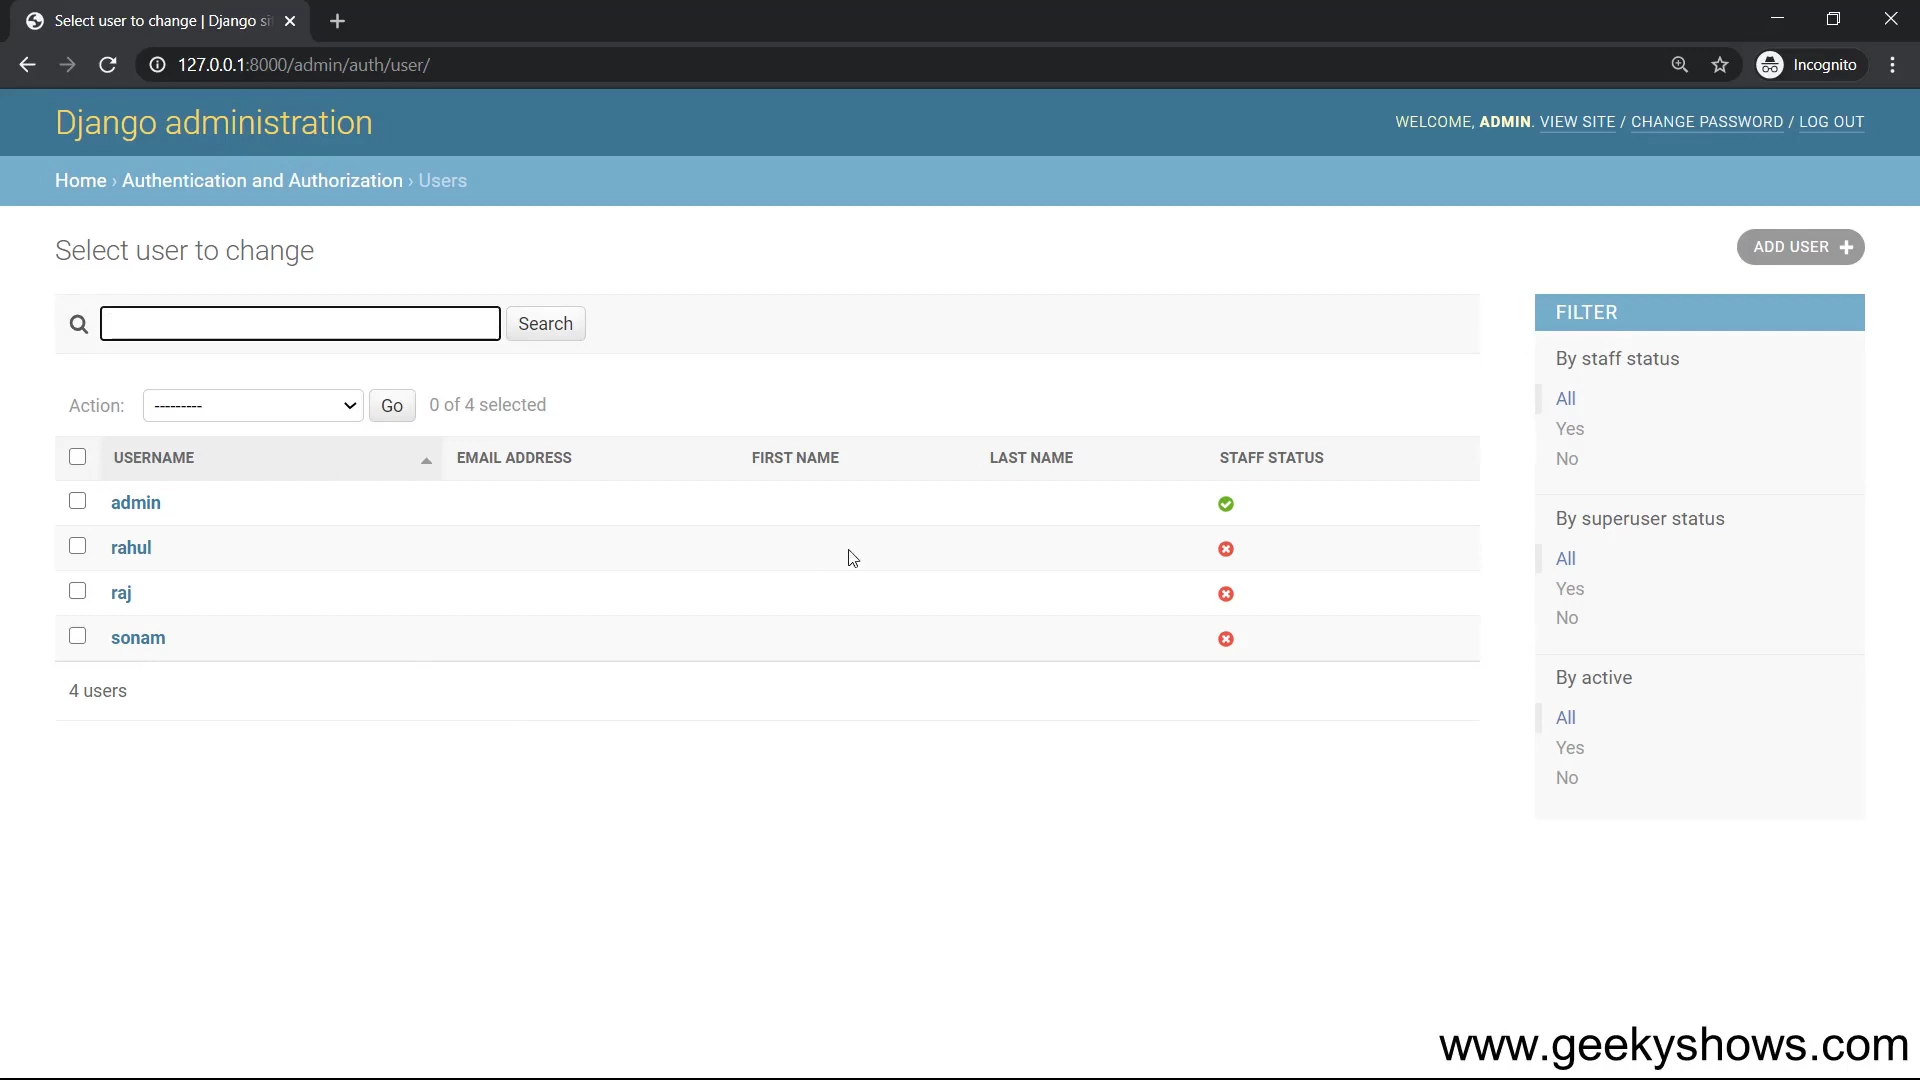 Select user to change | Django si
127.0.0.1:8000/admin/auth/user/
Incognito
Django administration
WELCOME, ADMIN. VIEW SITE / CHANGE PASSWORD / LOG OUT
Home › Authentication and Authorization › Users
Select user to change
ADD USER
Search
FILTER
By staff status
All
Yes
No
By superuser status
All
Yes
No
By active
All
Yes
No
Action: --------- Go 0 of 4 selected
USERNAME EMAIL ADDRESS FIRST NAME LAST NAME STAFF STATUS
admin
rahul
raj
sonam
4 users
www.geekyshows.com